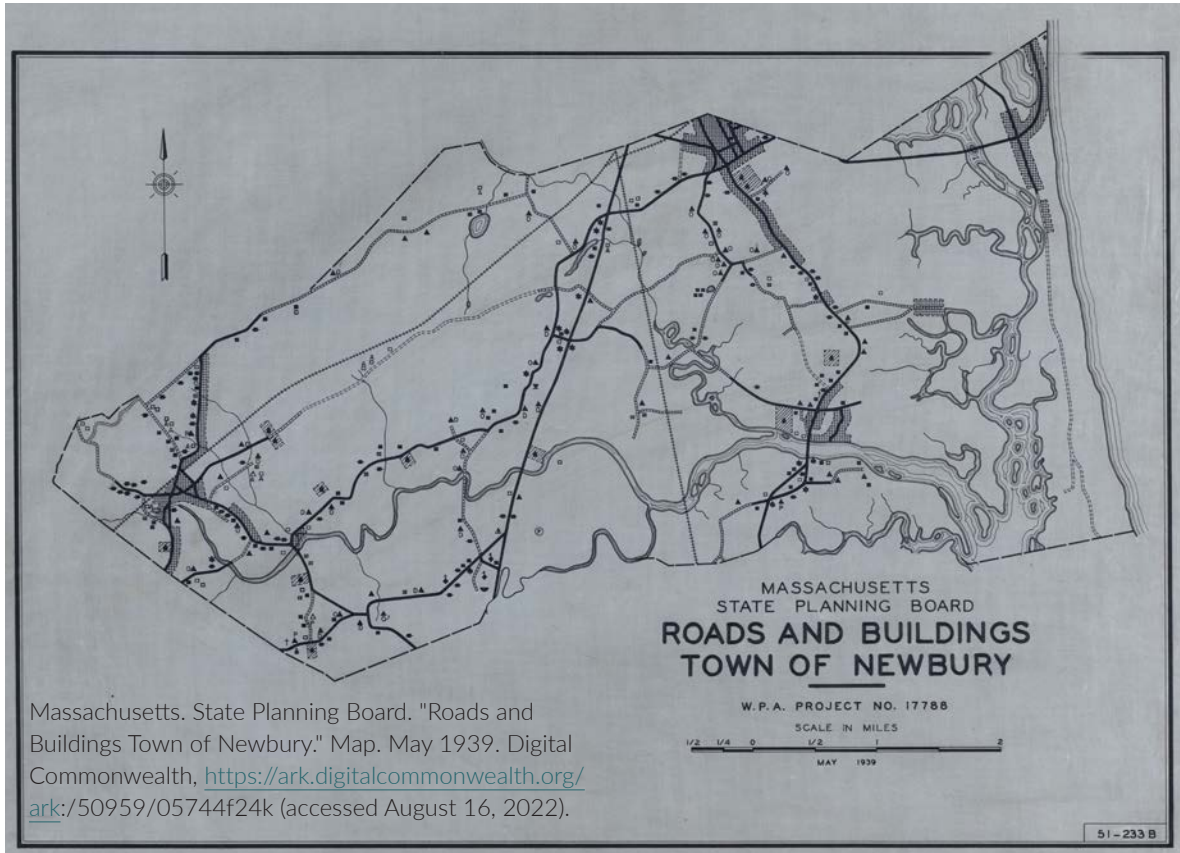 MASSACHUSETTS
STATE PLANNING BOARD
ROADS AND BUILDINGS
TOWN OF NEWBURY
W.P.A. PROJECT NO. 17788
SCALE IN MILES
1/2 1/4 0 1/2 1 2
MAY 1939
Massachusetts. State Planning Board. "Roads and
Buildings Town of Newbury." Map. May 1939. Digital
Commonwealth, https://ark.digitalcommonwealth.org/
ark:/50959/05744f24k (accessed August 16, 2022).
51-233 B